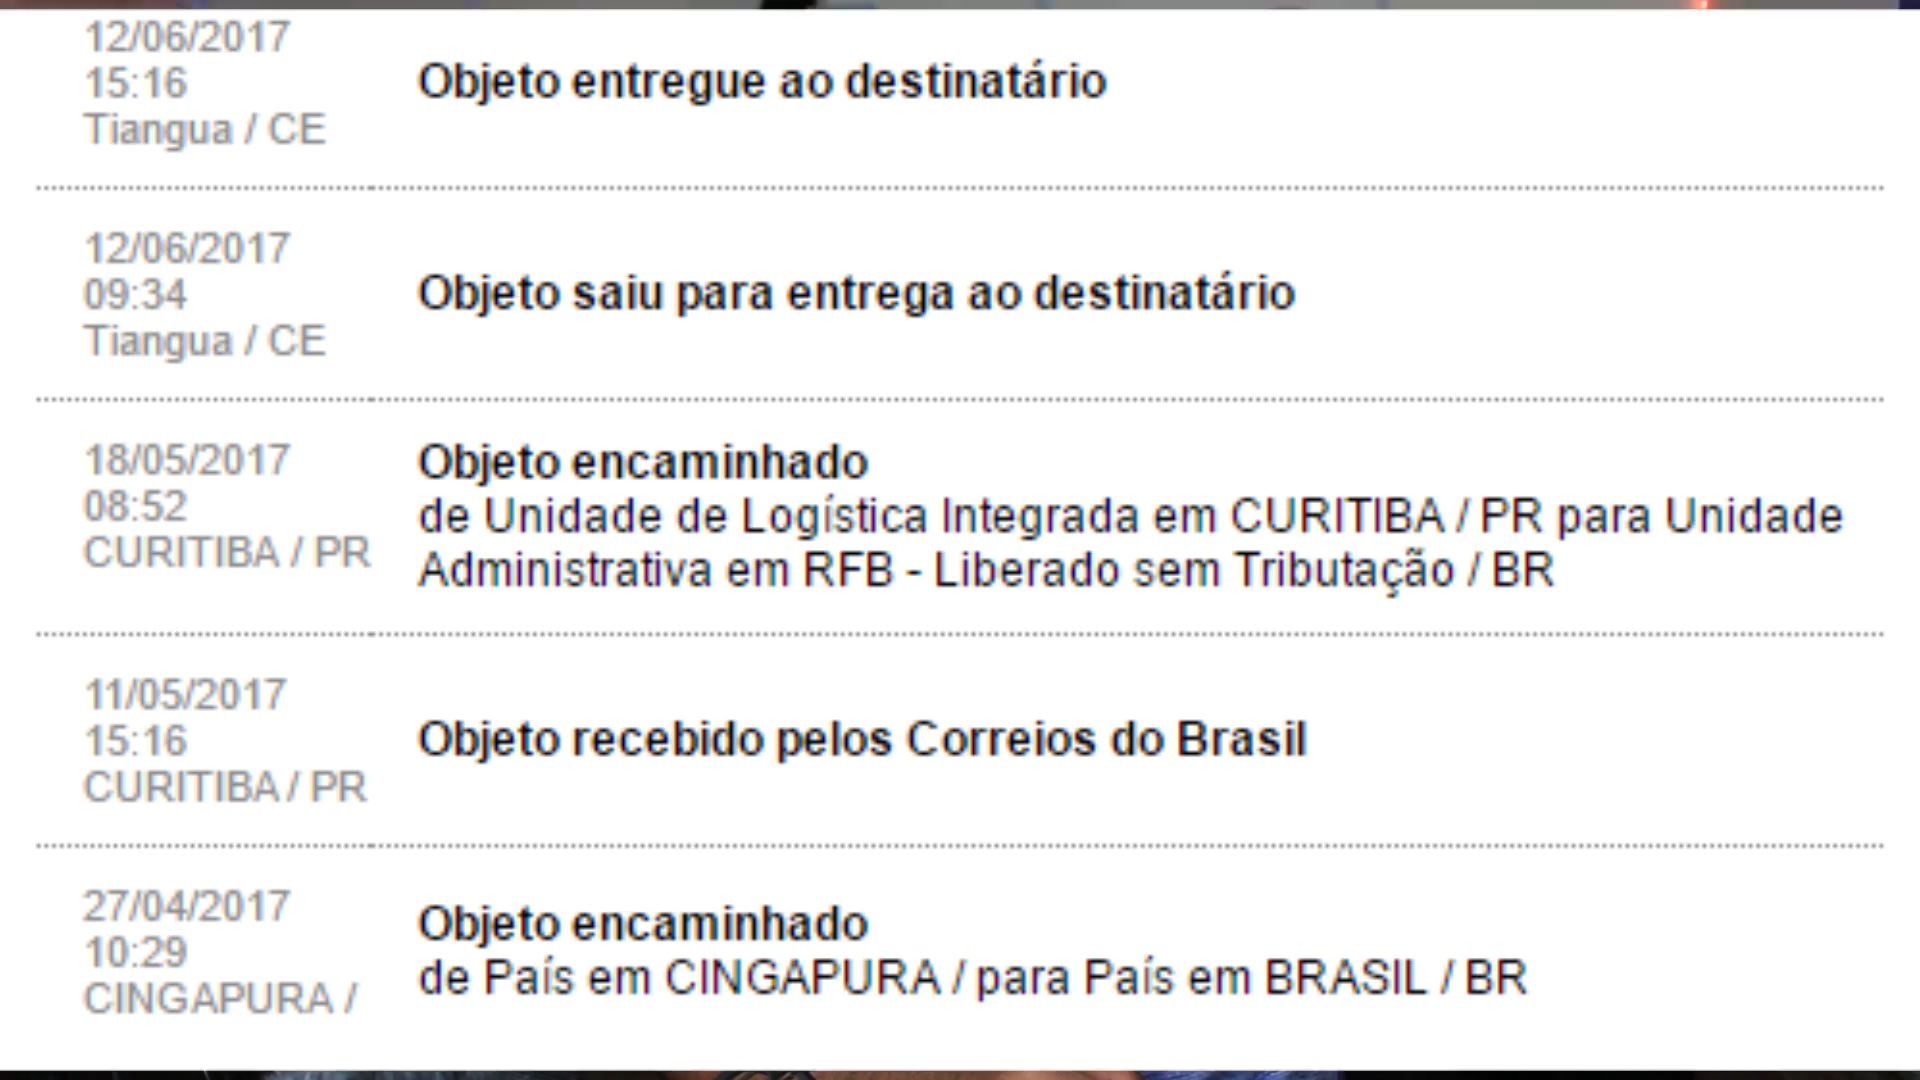 12/06/2017
15:16
Tiangua / CE
Objeto entregue ao destinatário
12/06/2017
09:34
Tiangua / CE
Objeto saiu para entrega ao destinatário
18/05/2017
08:52
CURITIBA / PR
Objeto encaminhado
de Unidade de Logística Integrada em CURITIBA / PR para Unidade
Administrativa em RFB - Liberado sem Tributação / BR
11/05/2017
15:16
CURITIBA / PR
Objeto recebido pelos Correios do Brasil
27/04/2017
10:29
CINGAPURA /
Objeto encaminhado
de País em CINGAPURA / para País em BRASIL / BR